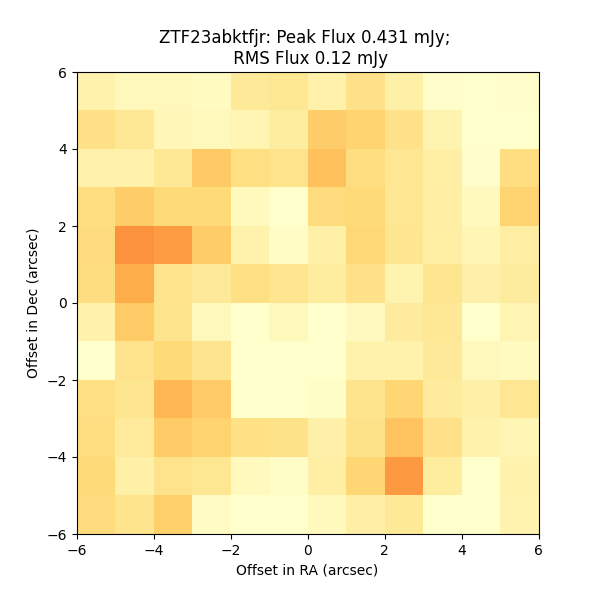 ZTF23abktfjr: Peak Flux 0.431 mJy;
RMS Flux 0.12 mJy
6
4
2
0
−2
−4
−6
Offset in Dec (arcsec)
−6 −4 −2 0 2 4 6
Offset in RA (arcsec)